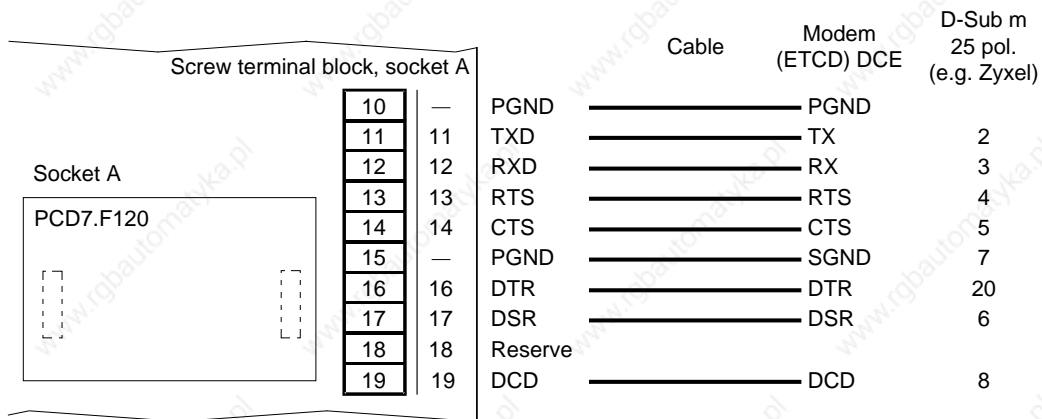 D-Sub m
Cable Modem 25 pol.
(ETCD) DCE (e.g. Zyxel)
Screw terminal block, socket A
10 — PGND PGND
11 11 TXD TX 2
12 12 RXD RX 3
Socket A
13 13 RTS RTS 4
PCD7.F120
14 14 CTS CTS 5
15 — PGND SGND 7
16 16 DTR DTR 20
17 17 DSR DSR 6
18 18 Reserve
19 19 DCD DCD 8
www.rgbautomatyka.pl